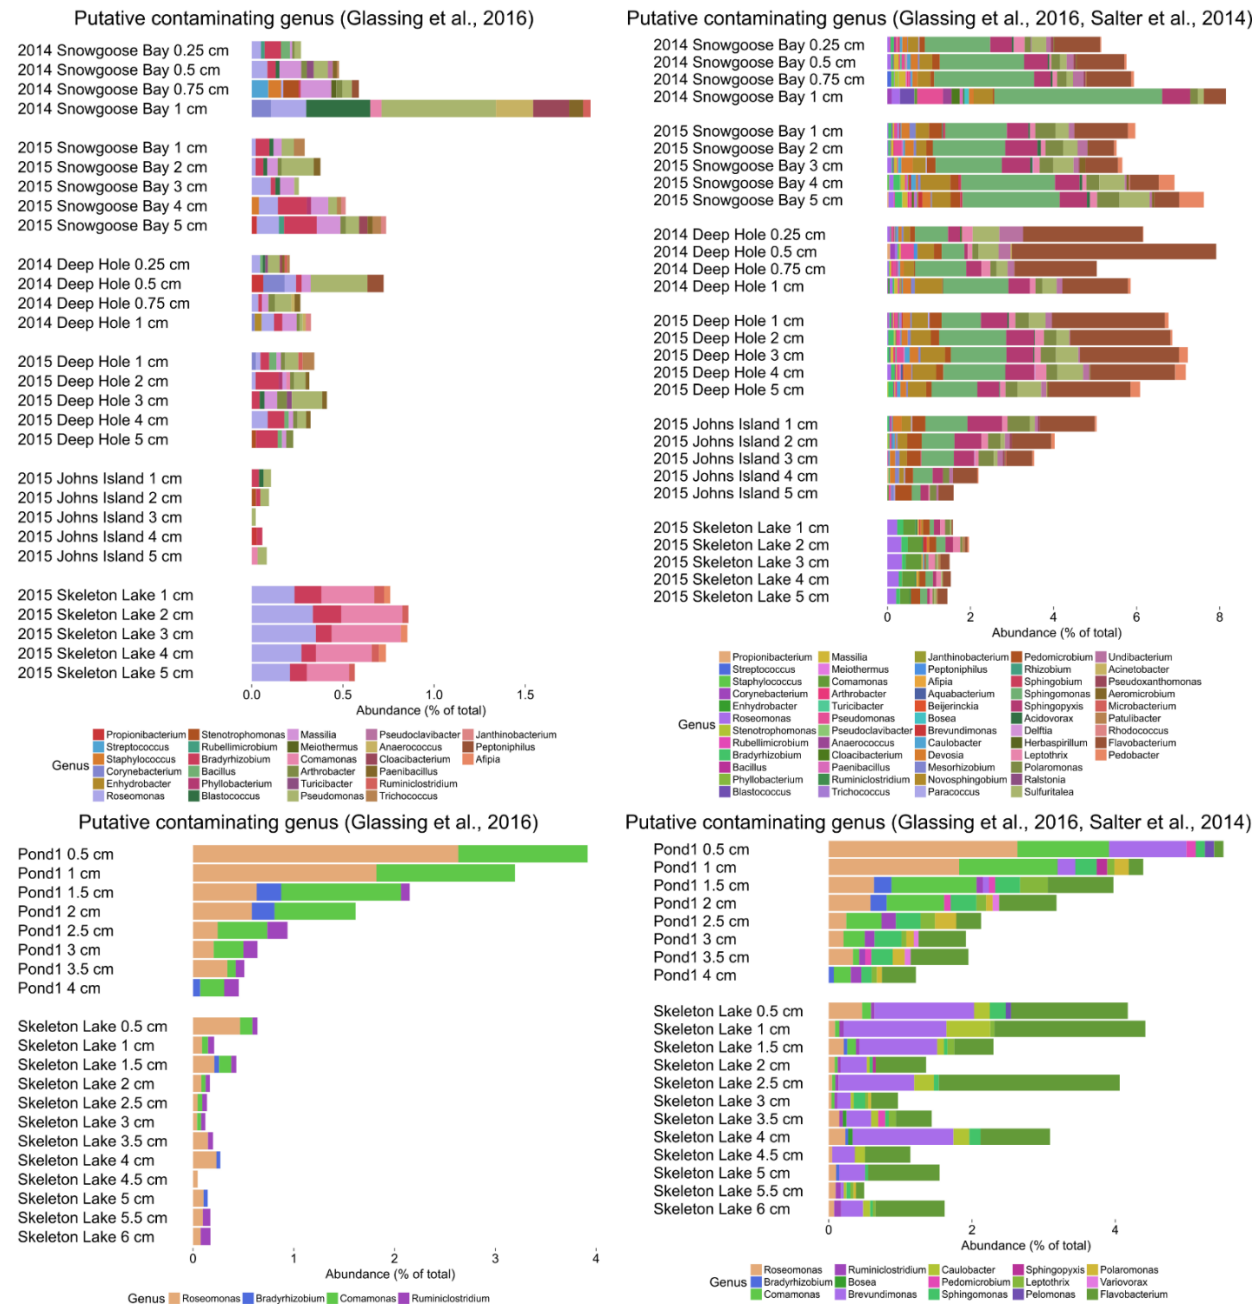 Putative contaminating genus (Glassing et al., 2016)
2014 Snowgoose Bay 0.25 cm
2014 Snowgoose Bay 0.5 cm
2014 Snowgoose Bay 0.75 cm
2014 Snowgoose Bay 1 cm
2015 Snowgoose Bay 1 cm
2015 Snowgoose Bay 2 cm
2015 Snowgoose Bay 3 cm
2015 Snowgoose Bay 4 cm
2015 Snowgoose Bay 5 cm
2014 Deep Hole 0.25 cm
2014 Deep Hole 0.5 cm
2014 Deep Hole 0.75 cm
2014 Deep Hole 1 cm
2015 Deep Hole 1 cm
2015 Deep Hole 2 cm
2015 Deep Hole 3 cm
2015 Deep Hole 4 cm
2015 Deep Hole 5 cm
2015 Johns Island 1 cm
2015 Johns Island 2 cm
2015 Johns Island 3 cm
2015 Johns Island 4 cm
2015 Johns Island 5 cm
2015 Skeleton Lake 1 cm
2015 Skeleton Lake 2 cm
2015 Skeleton Lake 3 cm
2015 Skeleton Lake 4 cm
2015 Skeleton Lake 5 cm
0.0 0.5 1.0 1.5
Abundance (% of total)
Genus
Propionibacterium Stenotrophomonas Massilia Pseudoclavibacter Janthinobacterium
Streptococcus Rubellimicrobium Meiothermus Anaerococcus Peptoniphilus
Staphylococcus Bradyrhizobium Comamonas Cloacibacterium Afipia
Corynebacterium Bacillus Arthrobacter Paenibacillus
Enhydrobacter Phyllobacterium Turicibacter Ruminiclostridium
Roseomonas Blastococcus Pseudomonas Trichococcus
Putative contaminating genus (Glassing et al., 2016, Salter et al., 2014)
2014 Snowgoose Bay 0.25 cm
2014 Snowgoose Bay 0.5 cm
2014 Snowgoose Bay 0.75 cm
2014 Snowgoose Bay 1 cm
2015 Snowgoose Bay 1 cm
2015 Snowgoose Bay 2 cm
2015 Snowgoose Bay 3 cm
2015 Snowgoose Bay 4 cm
2015 Snowgoose Bay 5 cm
2014 Deep Hole 0.25 cm
2014 Deep Hole 0.5 cm
2014 Deep Hole 0.75 cm
2014 Deep Hole 1 cm
2015 Deep Hole 1 cm
2015 Deep Hole 2 cm
2015 Deep Hole 3 cm
2015 Deep Hole 4 cm
2015 Deep Hole 5 cm
2015 Johns Island 1 cm
2015 Johns Island 2 cm
2015 Johns Island 3 cm
2015 Johns Island 4 cm
2015 Johns Island 5 cm
2015 Skeleton Lake 1 cm
2015 Skeleton Lake 2 cm
2015 Skeleton Lake 3 cm
2015 Skeleton Lake 4 cm
2015 Skeleton Lake 5 cm
0 2 4 6 8
Abundance (% of total)
Genus
Propionibacterium Massilia Janthinobacterium Pedomicrobium Undibacterium
Streptococcus Meiothermus Peptoniphilus Rhizobium Acinetobacter
Staphylococcus Comamonas Afipia Sphingobium Pseudoxanthomonas
Corynebacterium Arthrobacter Aquabacterium Sphingomonas Aeromicrobium
Enhydrobacter Turicibacter Beijerinckia Sphingopyxis Microbacterium
Roseomonas Pseudomonas Bosea Acidovorax Patulibacter
Stenotrophomonas Pseudoclavibacter Brevundimonas Delftia Rhodococcus
Rubellimicrobium Anaerococcus Caulobacter Herbaspirillum Flavobacterium
Bradyrhizobium Cloacibacterium Devosia Leptothrix Pedobacter
Bacillus Paenibacillus Mesorhizobium Polaromonas
Phyllobacterium Ruminiclostridium Novosphingobium Ralstonia
Blastococcus Trichococcus Paracoccus Sulfuritalea
Putative contaminating genus (Glassing et al., 2016)
Pond1 0.5 cm
Pond1 1 cm
Pond1 1.5 cm
Pond1 2 cm
Pond1 2.5 cm
Pond1 3 cm
Pond1 3.5 cm
Pond1 4 cm
Skeleton Lake 0.5 cm
Skeleton Lake 1 cm
Skeleton Lake 1.5 cm
Skeleton Lake 2 cm
Skeleton Lake 2.5 cm
Skeleton Lake 3 cm
Skeleton Lake 3.5 cm
Skeleton Lake 4 cm
Skeleton Lake 4.5 cm
Skeleton Lake 5 cm
Skeleton Lake 5.5 cm
Skeleton Lake 6 cm
0 1 2 3 4
Abundance (% of total)
Genus Roseomonas Bradyrhizobium Comamonas Ruminiclostridium
Putative contaminating genus (Glassing et al., 2016, Salter et al., 2014)
Pond1 0.5 cm
Pond1 1 cm
Pond1 1.5 cm
Pond1 2 cm
Pond1 2.5 cm
Pond1 3 cm
Pond1 3.5 cm
Pond1 4 cm
Skeleton Lake 0.5 cm
Skeleton Lake 1 cm
Skeleton Lake 1.5 cm
Skeleton Lake 2 cm
Skeleton Lake 2.5 cm
Skeleton Lake 3 cm
Skeleton Lake 3.5 cm
Skeleton Lake 4 cm
Skeleton Lake 4.5 cm
Skeleton Lake 5 cm
Skeleton Lake 5.5 cm
Skeleton Lake 6 cm
0 2 4
Abundance (% of total)
Genus
Roseomonas Ruminiclostridium Caulobacter Sphingopyxis Polaromonas
Bradyrhizobium Bosea Pedomicrobium Leptothrix Variovorax
Comamonas Brevundimonas Sphingomonas Pelomonas Flavobacterium